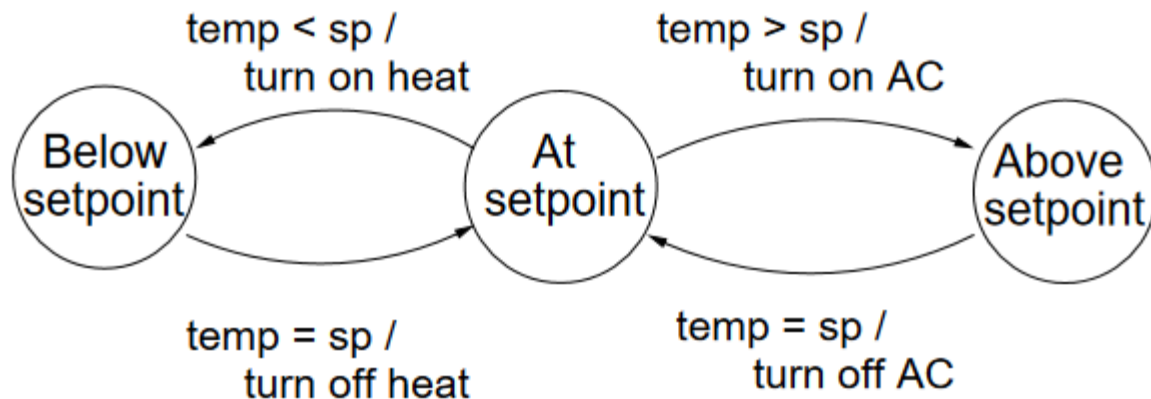 temp < sp /
turn on heat
temp > sp /
turn on AC
Below
setpoint
At
setpoint
Above
setpoint
temp = sp /
turn off heat
temp = sp /
turn off AC